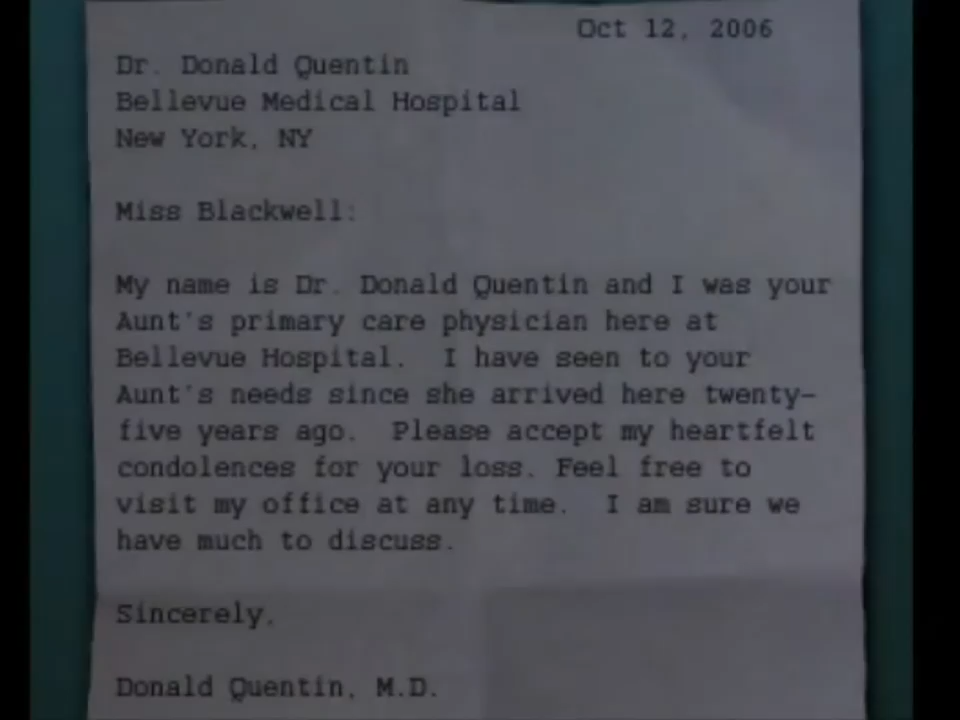 Oct 12, 2006
Dr. Donald Quentin
Bellevue Medical Hospital
New York, NY
Miss Blackwell:
My name is Dr. Donald Quentin and I was your
Aunt's primary care physician here at
Bellevue Hospital. I have seen to your
Aunt's needs since she arrived here twenty-
five years ago. Please accept my heartfelt
condolences for your loss. Feel free to
visit my office at any time. I am sure we
have much to discuss.
Sincerely,
Donald Quentin, M.D.